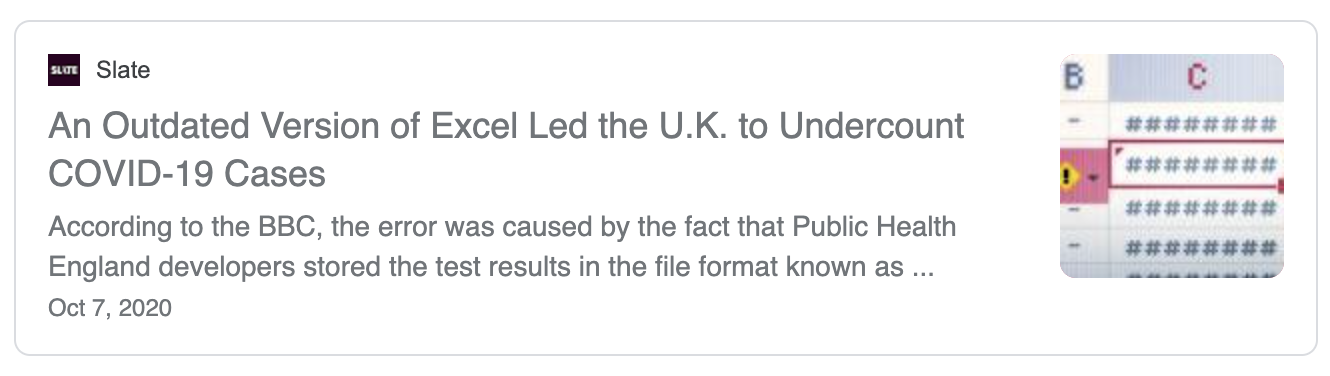 SLATE Slate
An Outdated Version of Excel Led the U.K. to Undercount
COVID-19 Cases
According to the BBC, the error was caused by the fact that Public Health
England developers stored the test results in the file format known as ...
Oct 7, 2020
B C
- ########
! ########
- ########
- ########
########